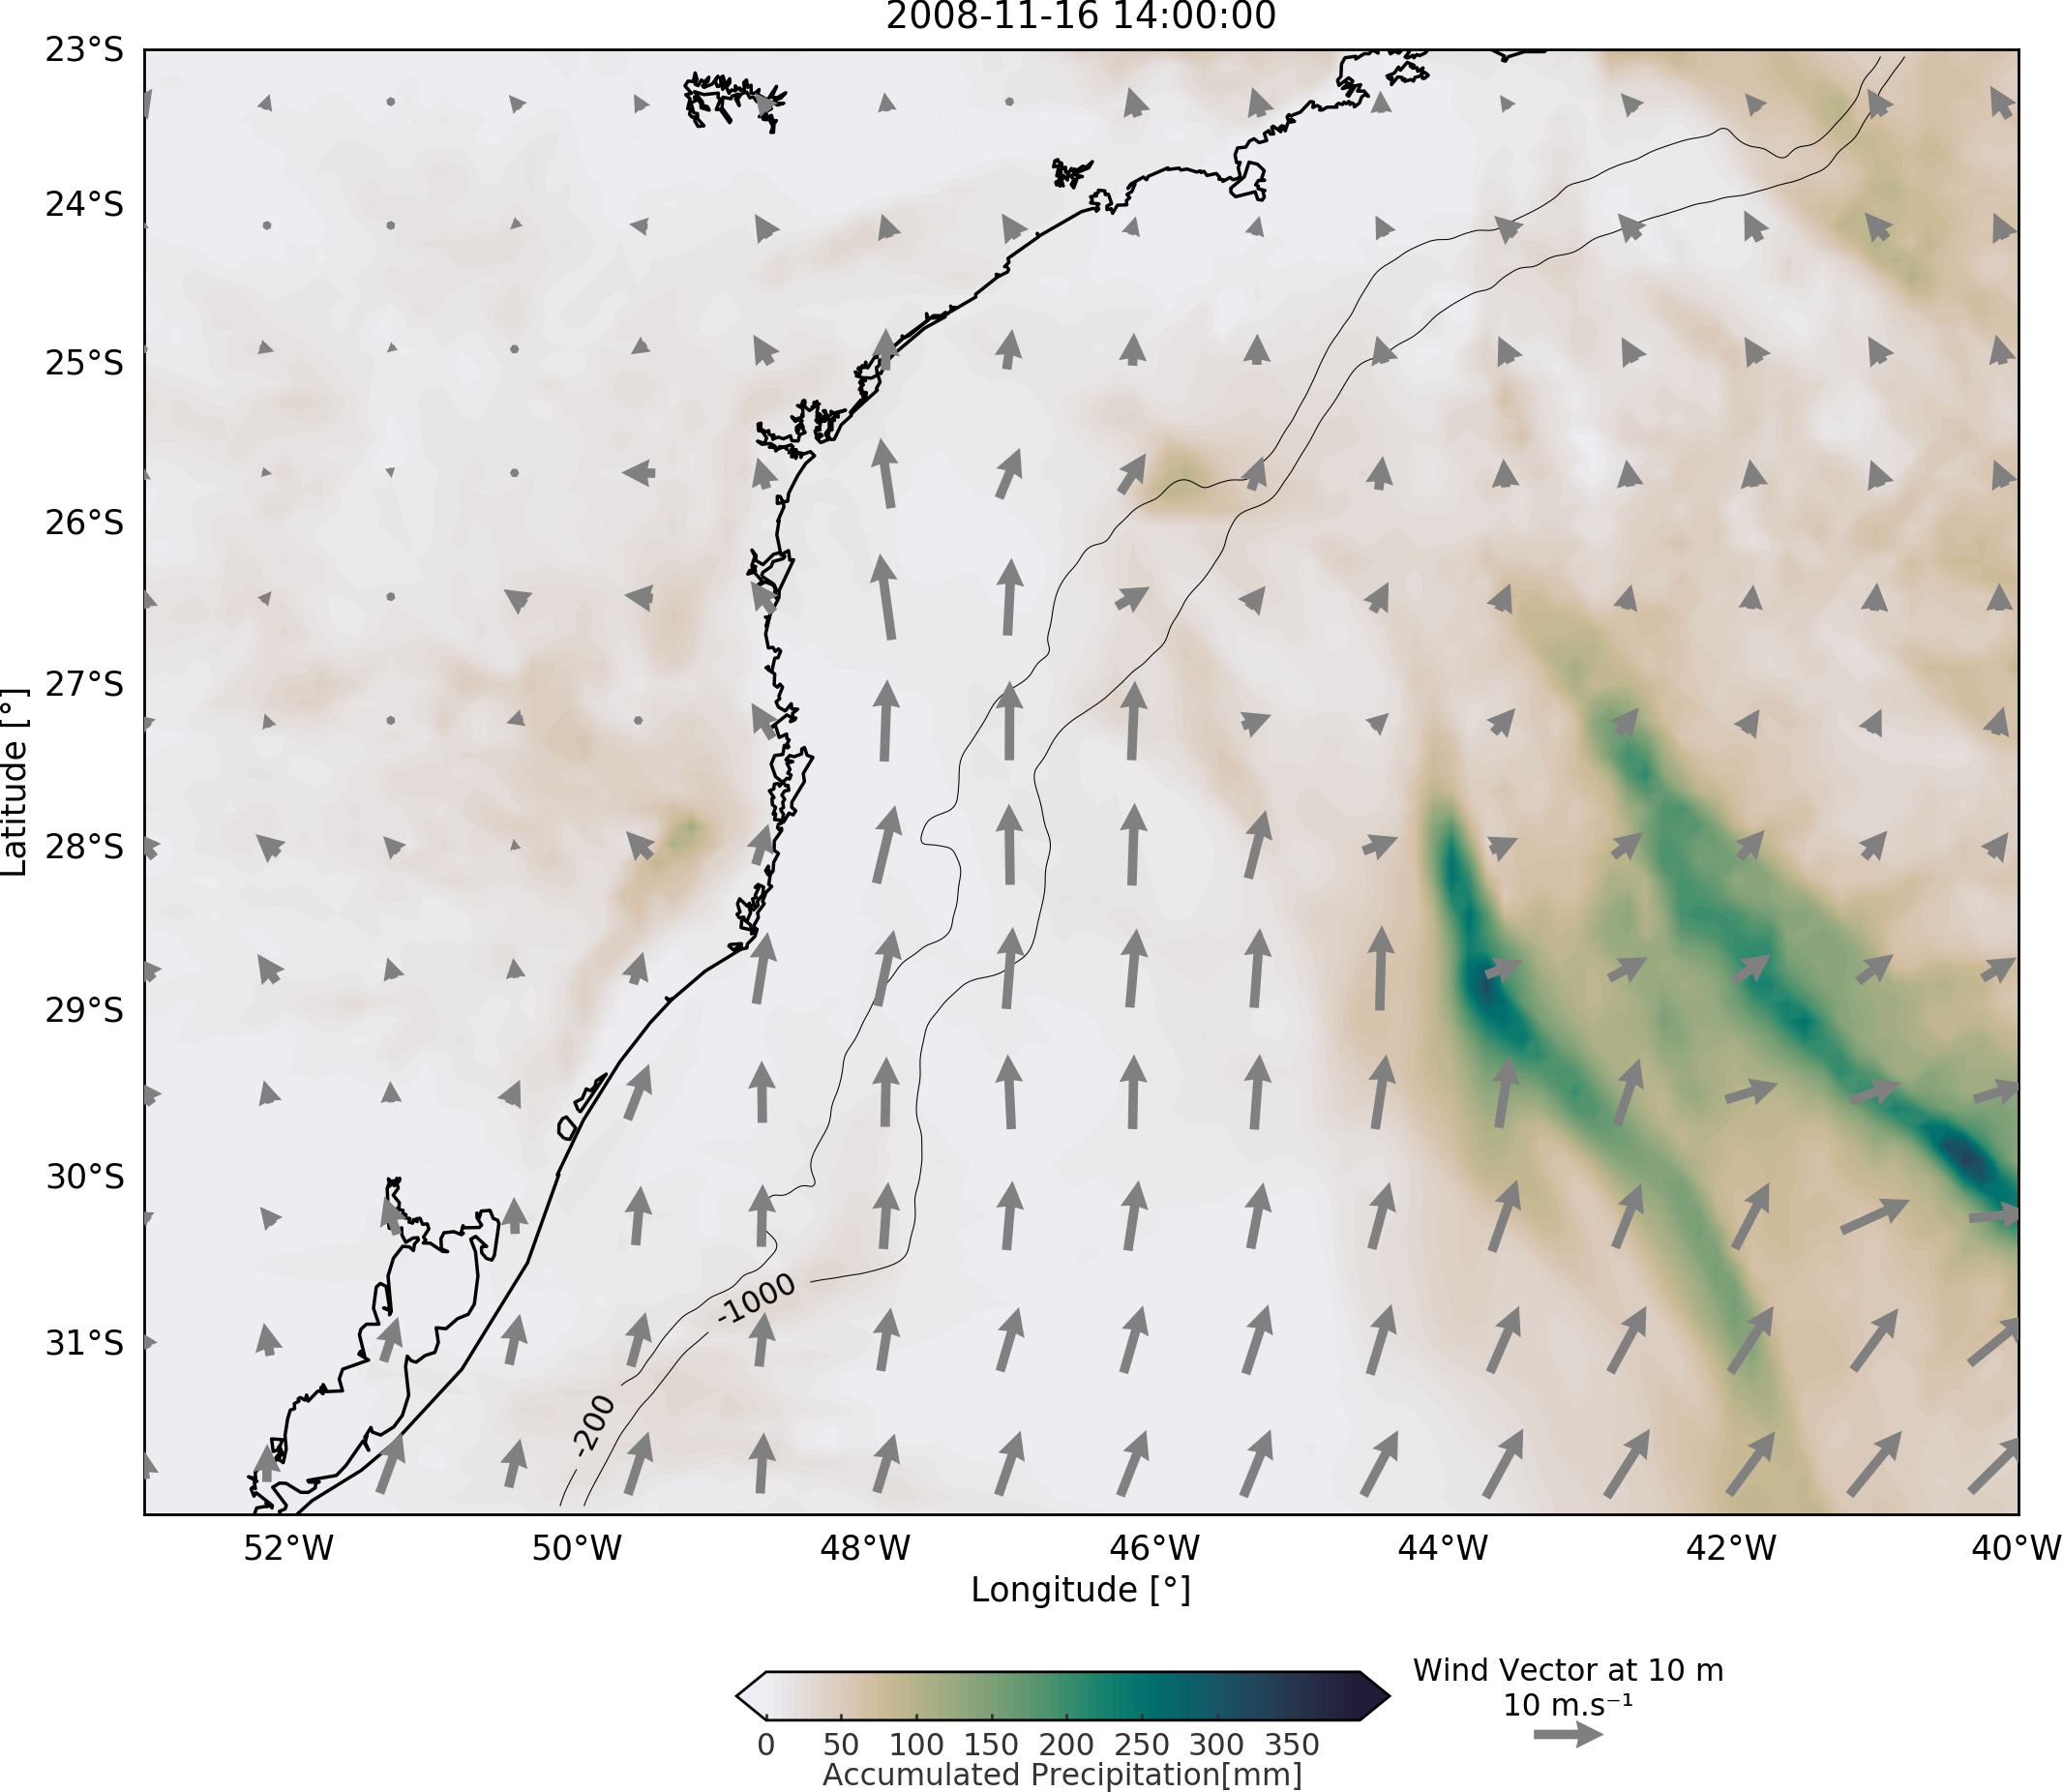 2008-11-16 14:00:00
23°S
24°S
25°S
26°S
27°S
28°S
29°S
30°S
31°S
Latitude [°]
-1000
-200
52°W 50°W 48°W 46°W 44°W 42°W 40°W
Longitude [°]
Wind Vector at 10 m
10 m.s⁻¹
0 50 100 150 200 250 300 350
Accumulated Precipitation[mm]